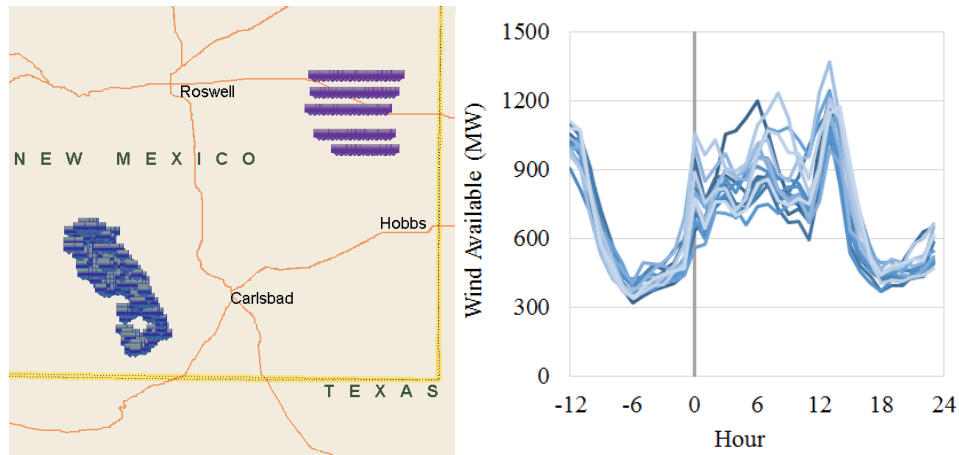 Roswell
NEW MEXICO
Hobbs
Carlsbad
TEXAS
Wind Available (MW)
1500
1200
900
600
300
0
-12 -6 0 6 12 18 24
Hour